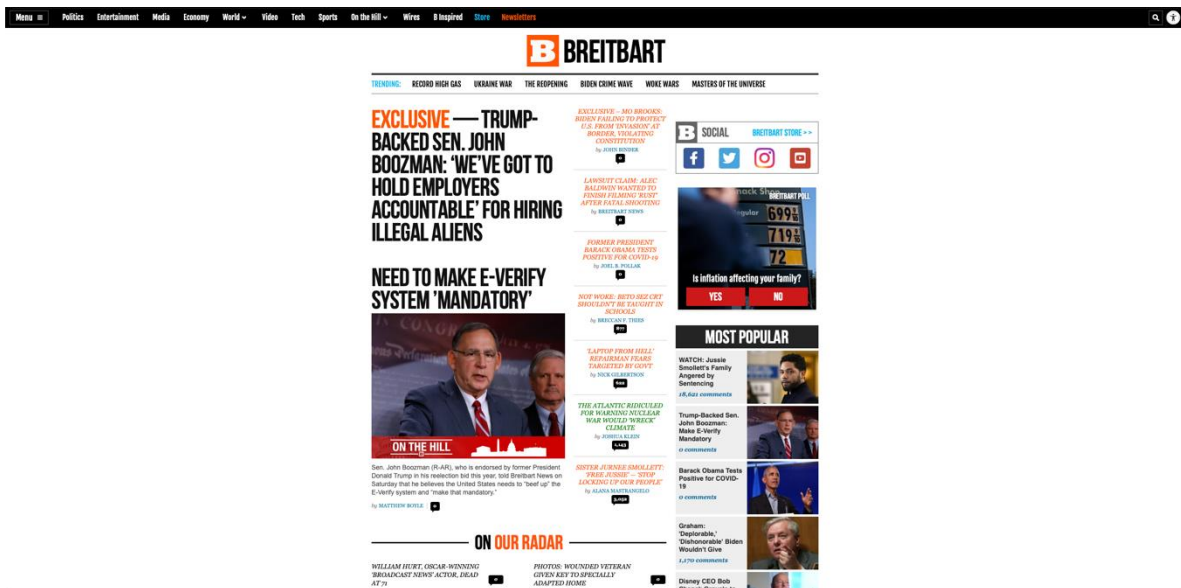 Menu
Politics
Entertainment
Media
Economy
World
Video
Tech
Sports
On the Hill
Wires
B Inspired
Store
Newsletters
B BREITBART
TRENDING:
RECORD HIGH GAS
UKRAINE WAR
THE REOPENING
BIDEN CRIME WAVE
WOKE WARS
MASTERS OF THE UNIVERSE
EXCLUSIVE — TRUMP-
BACKED SEN. JOHN
BOOZMAN: ‘WE’VE GOT TO
HOLD EMPLOYERS
ACCOUNTABLE’ FOR HIRING
ILLEGAL ALIENS
NEED TO MAKE E-VERIFY
SYSTEM ’MANDATORY’
ON THE HILL
Sen. John Boozman (R-AR), who is endorsed by former President
Donald Trump in his reelection bid this year, told Breitbart News on
Saturday that he believes the United States needs to “beef up” the
E-Verify system and “make that mandatory.”
by MATTHEW BOYLE
EXCLUSIVE – MO BROOKS:
BIDEN FAILING TO PROTECT
U.S. FROM ‘INVASION’ AT
BORDER, VIOLATING
CONSTITUTION
by JOHN BINDER
0
LAWSUIT CLAIM: ALEC
BALDWIN WANTED TO
FINISH FILMING ‘RUST’
AFTER FATAL SHOOTING
by BREITBART NEWS
0
FORMER PRESIDENT
BARACK OBAMA TESTS
POSITIVE FOR COVID-19
by JOEL B. POLLAK
0
NOT WOKE: BETO SEZ CRT
SHOULDN’T BE TAUGHT IN
SCHOOLS
by BRECCAN F. THIES
877
‘LAPTOP FROM HELL’
REPAIRMAN FEARS
TARGETED BY GOVT
by NICK GILBERTSON
THE ATLANTIC RIDICULED
FOR WARNING NUCLEAR
WAR WOULD ‘WRECK’
CLIMATE
by JOSHUA KLEIN
SISTER JURNEE SMOLLETT:
‘FREE JUSSIE’ – ‘STOP
LOCKING UP OUR PEOPLE’
by ALANA MASTRANGELO
B SOCIAL
BREITBART STORE >>
BREITBART POLL
699
719
72
Is inflation affecting your family?
YES
NO
MOST POPULAR
WATCH: Jussie
Smollett's Family
Angered by
Sentencing
18,621 comments
Trump-Backed Sen.
John Boozman:
Make E-Verify
Mandatory
0 comments
Barack Obama Tests
Positive for COVID-
19
0 comments
Graham:
'Deplorable,'
'Dishonorable' Biden
Wouldn't Give
1,170 comments
Disney CEO Bob
ON OUR RADAR
WILLIAM HURT, OSCAR-WINNING
‘BROADCAST NEWS’ ACTOR, DEAD
AT 71
PHOTOS: WOUNDED VETERAN
GIVEN KEY TO SPECIALLY
ADAPTED HOME